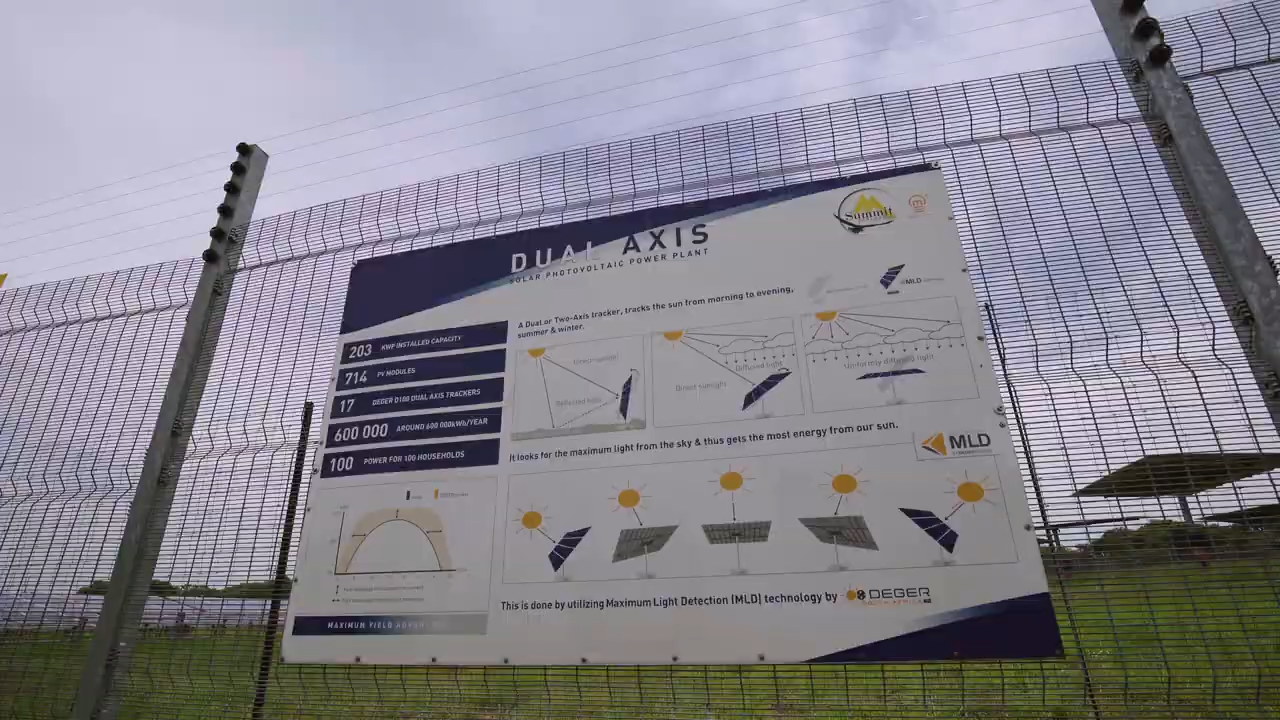 DUAL AXIS
SOLAR PHOTOVOLTAIC POWER PLANT
Summit
m
203 KWP INSTALLED CAPACITY
714 PV MODULES
17 DEGER D100 DUAL AXIS TRACKERS
600 000 AROUND 600 000kWh/YEAR
100 POWER FOR 100 HOUSEHOLDS
A Dual or Two-Axis tracker, tracks the sun from morning to evening,
summer & winter.
MLD
Direct sunlight
Reflected light
Direct sunlight
Diffused light
Uniformly diffused light
It looks for the maximum light from the sky & thus gets the most energy from our sun.
MLD
MAXIMUM YIELD
This is done by utilizing Maximum Light Detection (MLD) technology by
DEGER